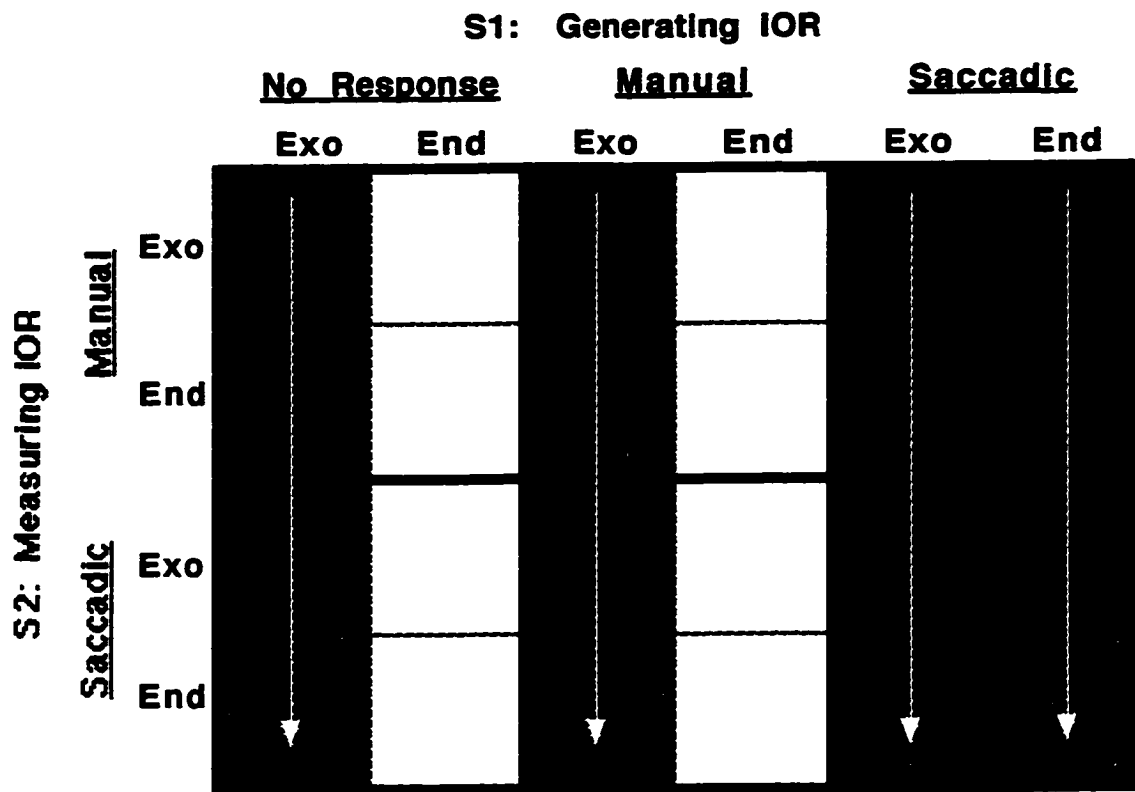 S1: Generating IOR
No Response Manual Saccadic
Exo End Exo End Exo End
S2: Measuring IOR
Manual
Exo
End
Saccadic
Exo
End